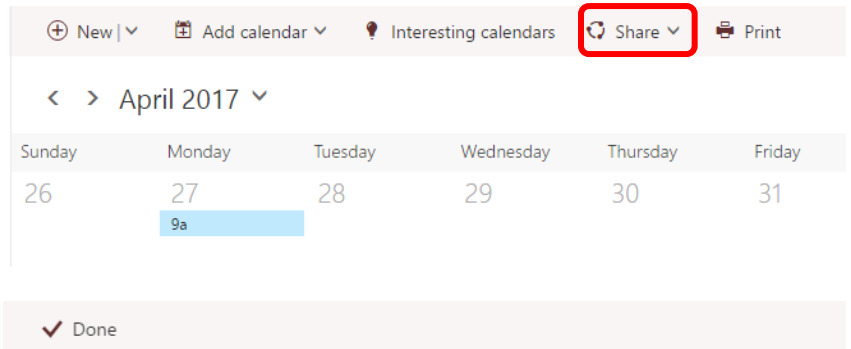 New | Add calendar Interesting calendars Share Print
April 2017
Sunday Monday Tuesday Wednesday Thursday Friday
26 27 28 29 30 31
9a
Done